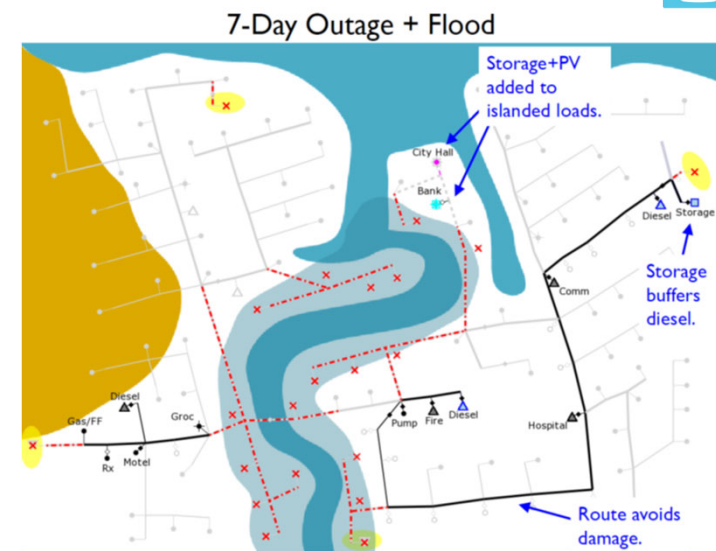 7-Day Outage + Flood
Storage+PV
added to
islanded loads.
City Hall
Bank
Diesel
Storage
Storage
buffers
diesel.
Comm
Diesel
Gas/FF
Groc
Rx
Motel
Pump
Fire
Diesel
Hospital
Route avoids
damage.